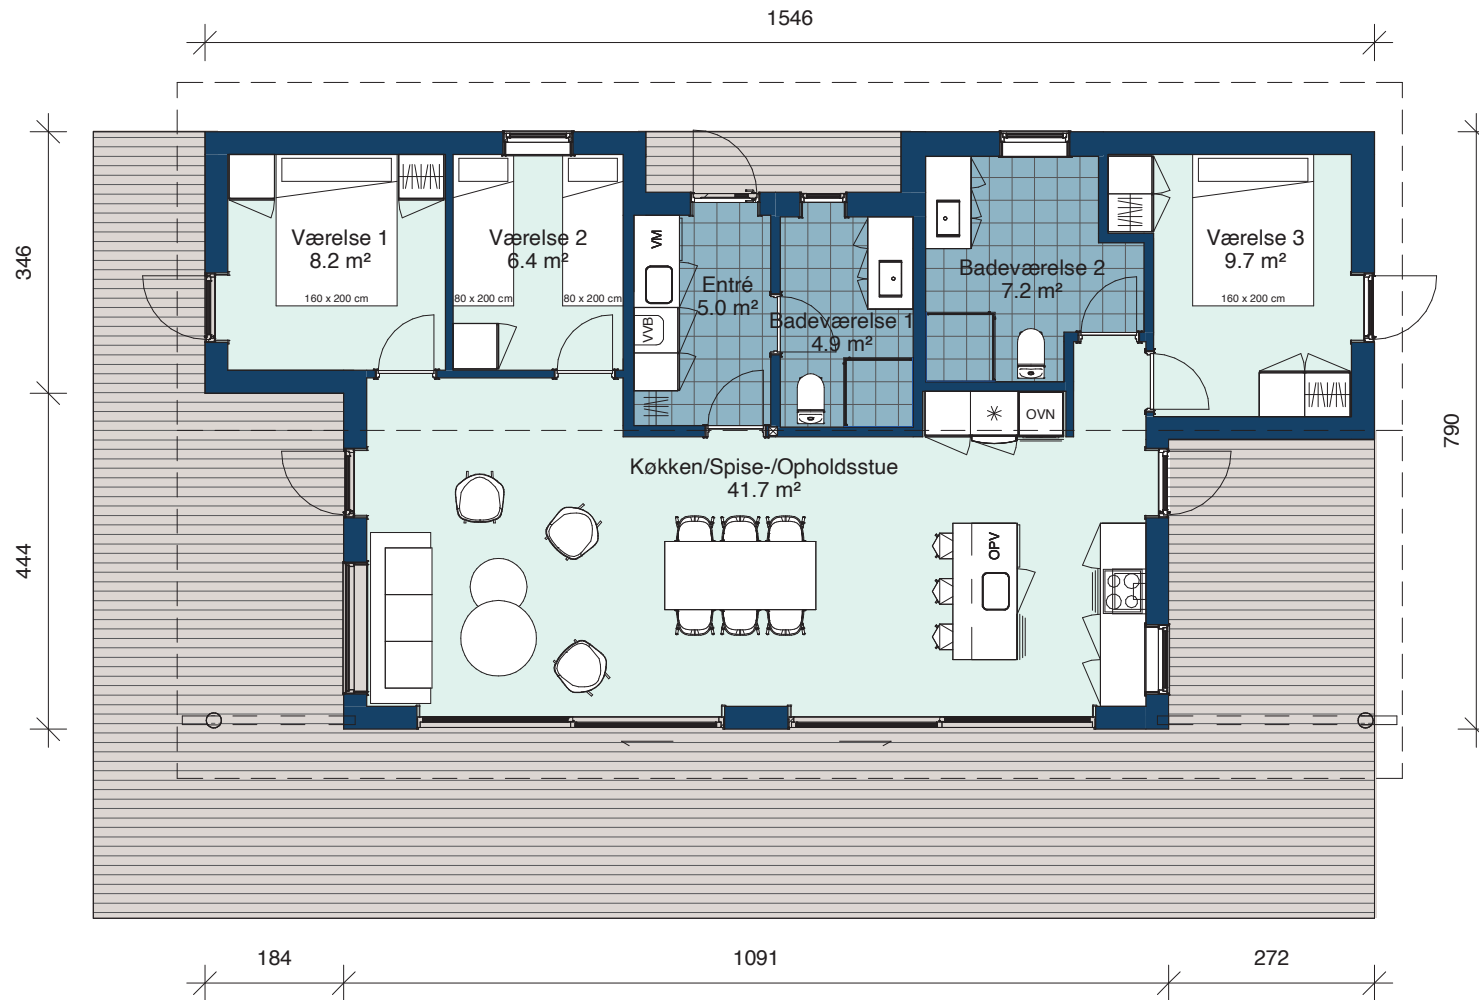 1546
346
444
790
Værelse 1
8.2 m²
160 x 200 cm
Værelse 2
6.4 m²
80 x 200 cm
80 x 200 cm
VM
VVB
Entré
5.0 m²
Badeværelse 1
4.9 m²
Badeværelse 2
7.2 m²
Værelse 3
9.7 m²
160 x 200 cm
OVN
Køkken/Spise-/Opholdsstue
41.7 m²
OPV
184
1091
272